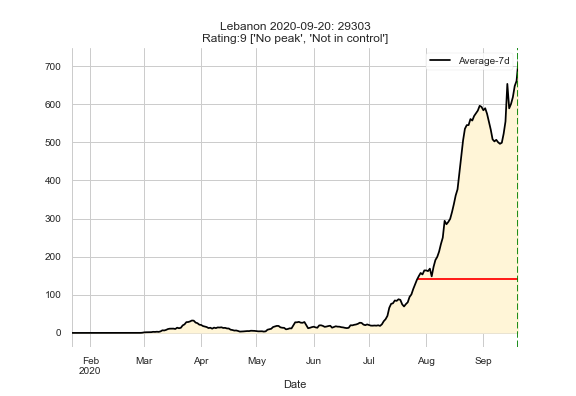 Lebanon 2020-09-20: 29303
Rating:9 ['No peak', 'Not in control']
Average-7d
700
600
500
400
300
200
100
0
Feb Mar Apr May Jun Jul Aug Sep
2020
Date